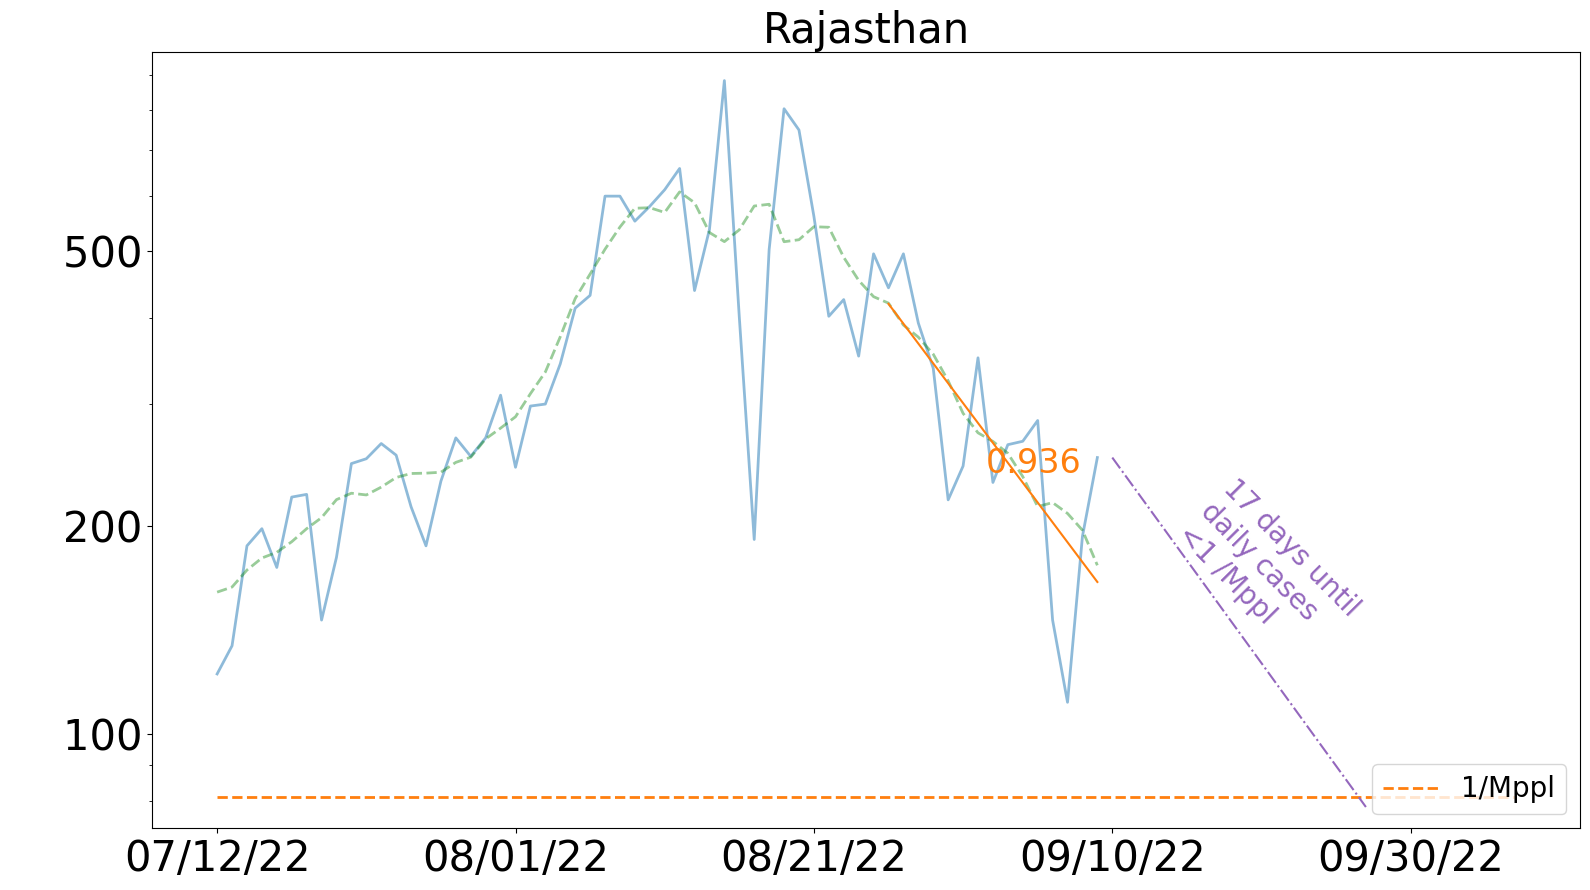 Rajasthan
500
200
100
0.936
17 days until
daily cases
<1 /Mppl
1/Mppl
07/12/22
08/01/22
08/21/22
09/10/22
09/30/22